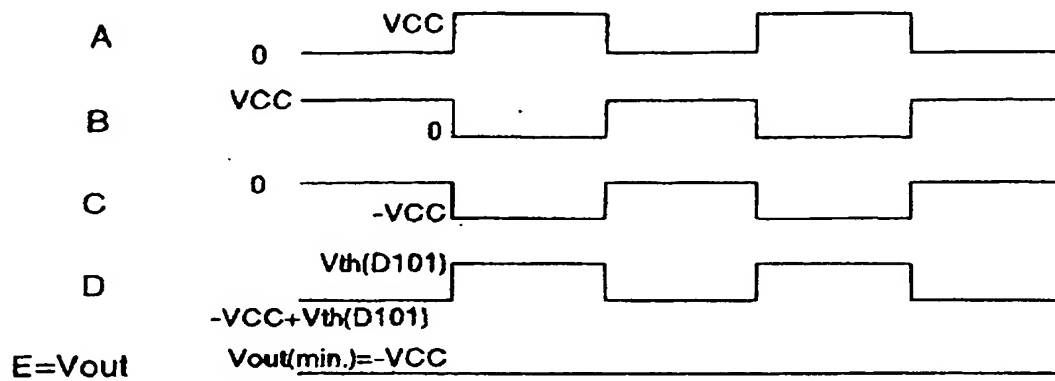 A
VCC
0
B
VCC
0
C
0
-VCC
D
Vth(D101)
-VCC+Vth(D101)
E=Vout
Vout(min.)=-VCC